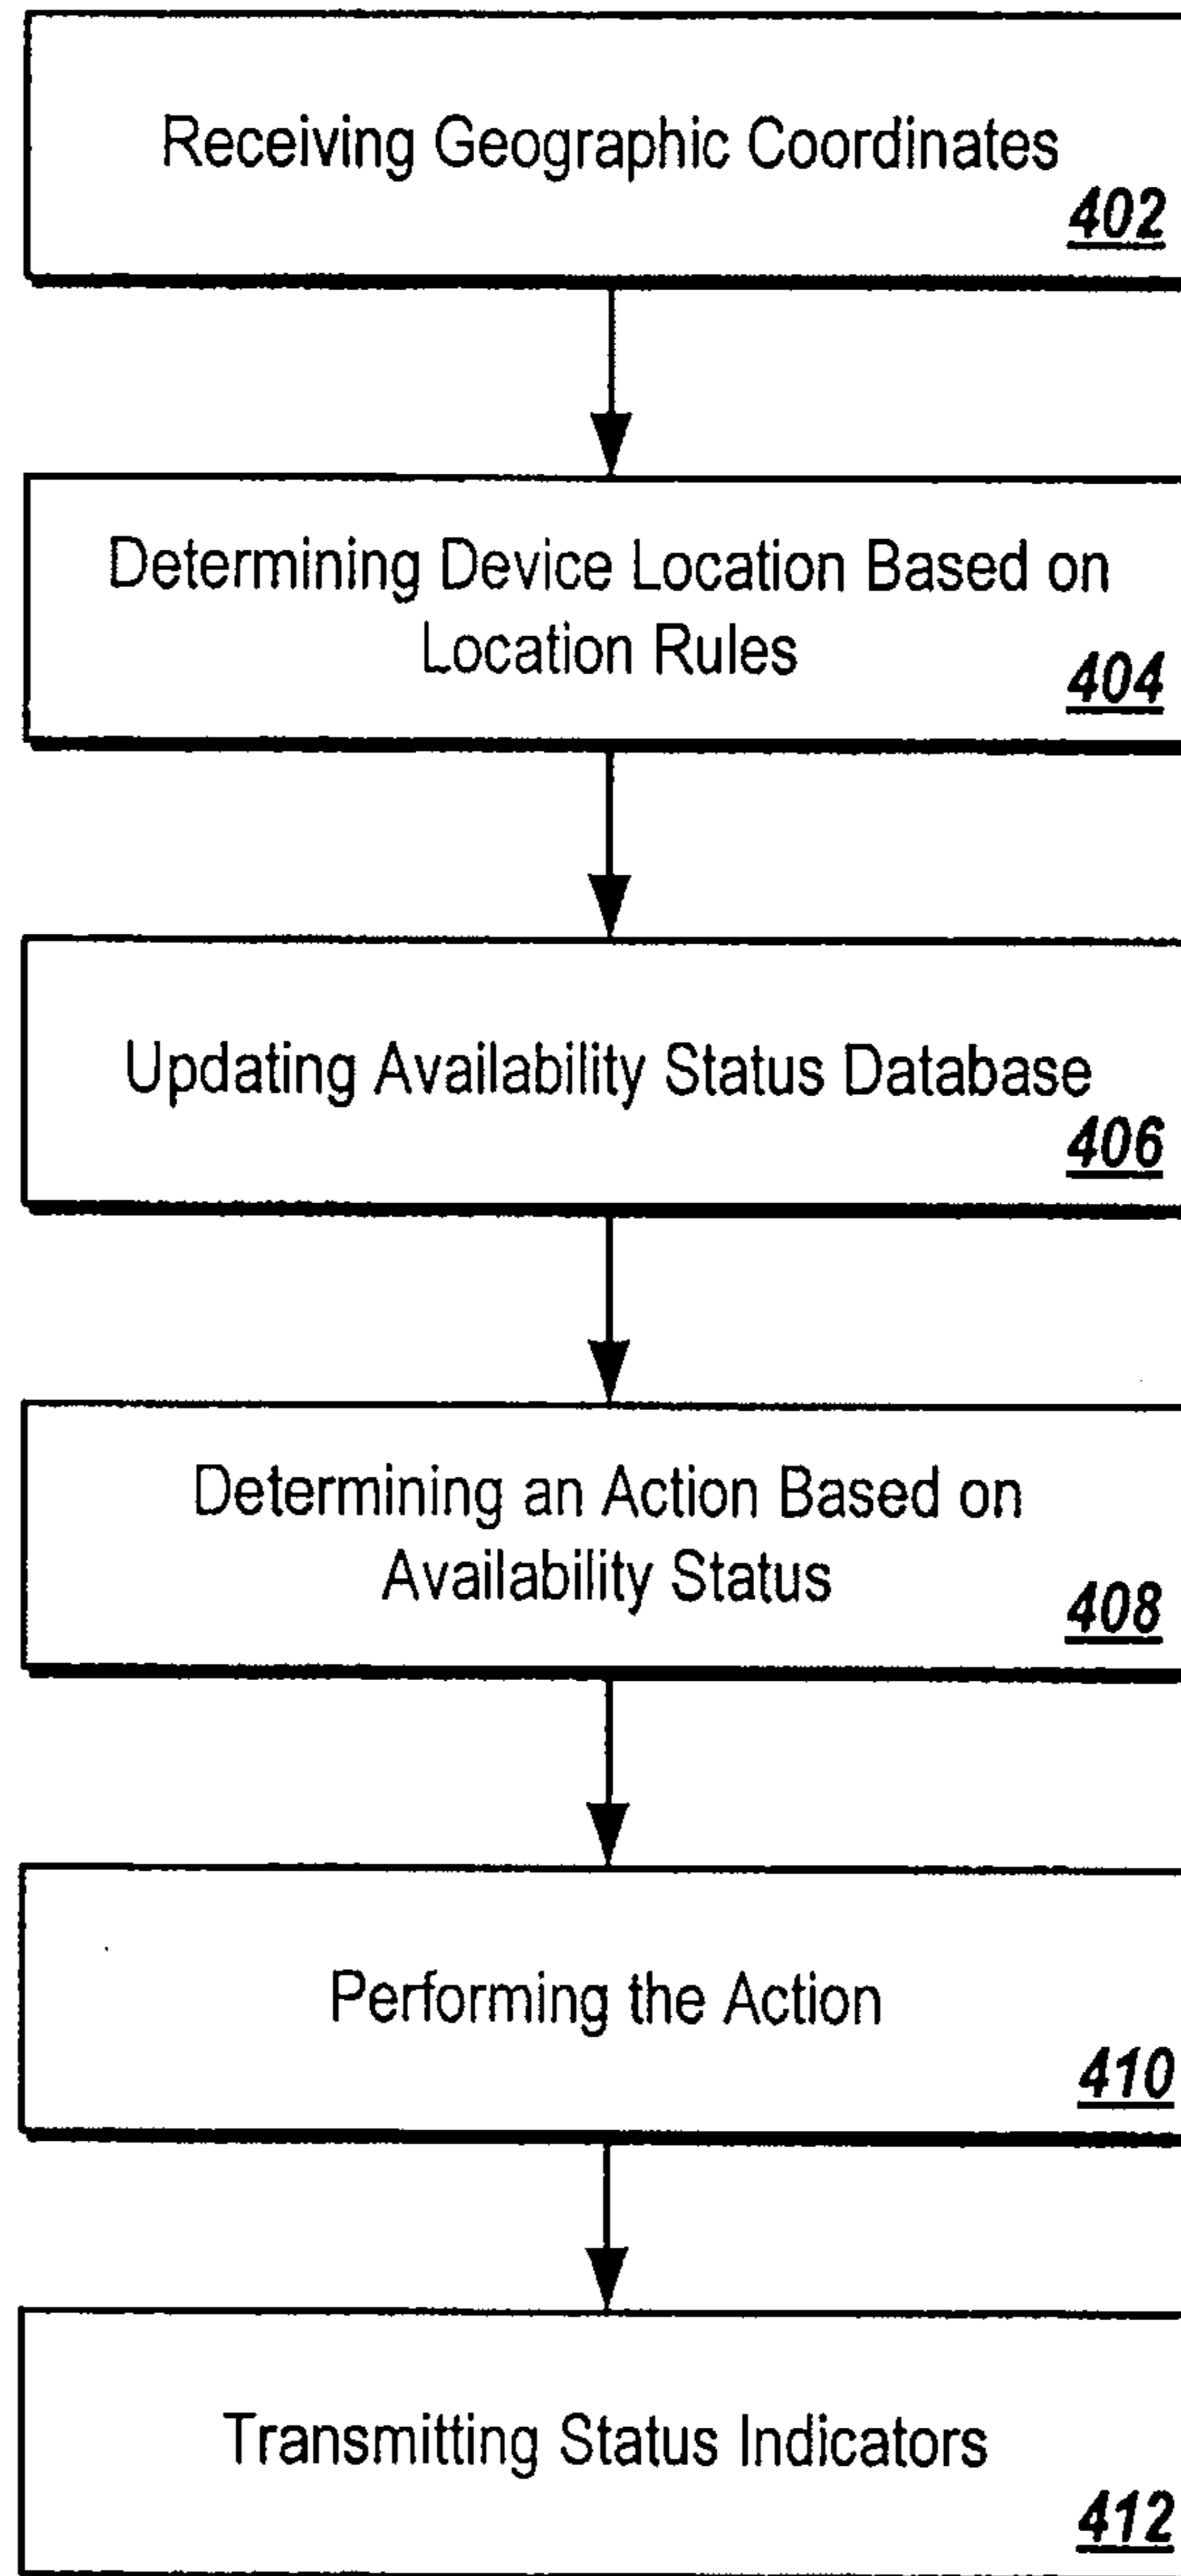 Receiving Geographic Coordinates
402
Determining Device Location Based on
Location Rules
404
Updating Availability Status Database
406
Determining an Action Based on
Availability Status
408
Performing the Action
410
Transmitting Status Indicators
412